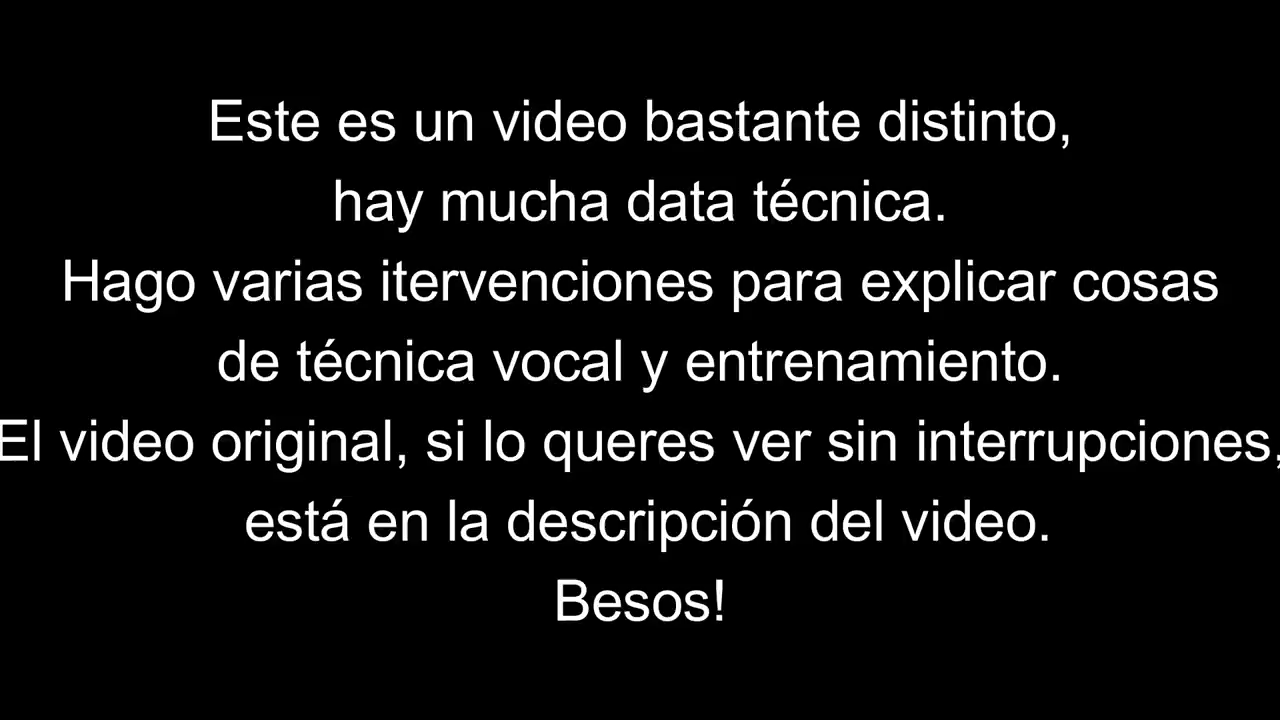 Este es un video bastante distinto,
hay mucha data técnica.
Hago varias itervenciones para explicar cosas
de técnica vocal y entrenamiento.
El video original, si lo queres ver sin interrupciones,
está en la descripción del video.
Besos!